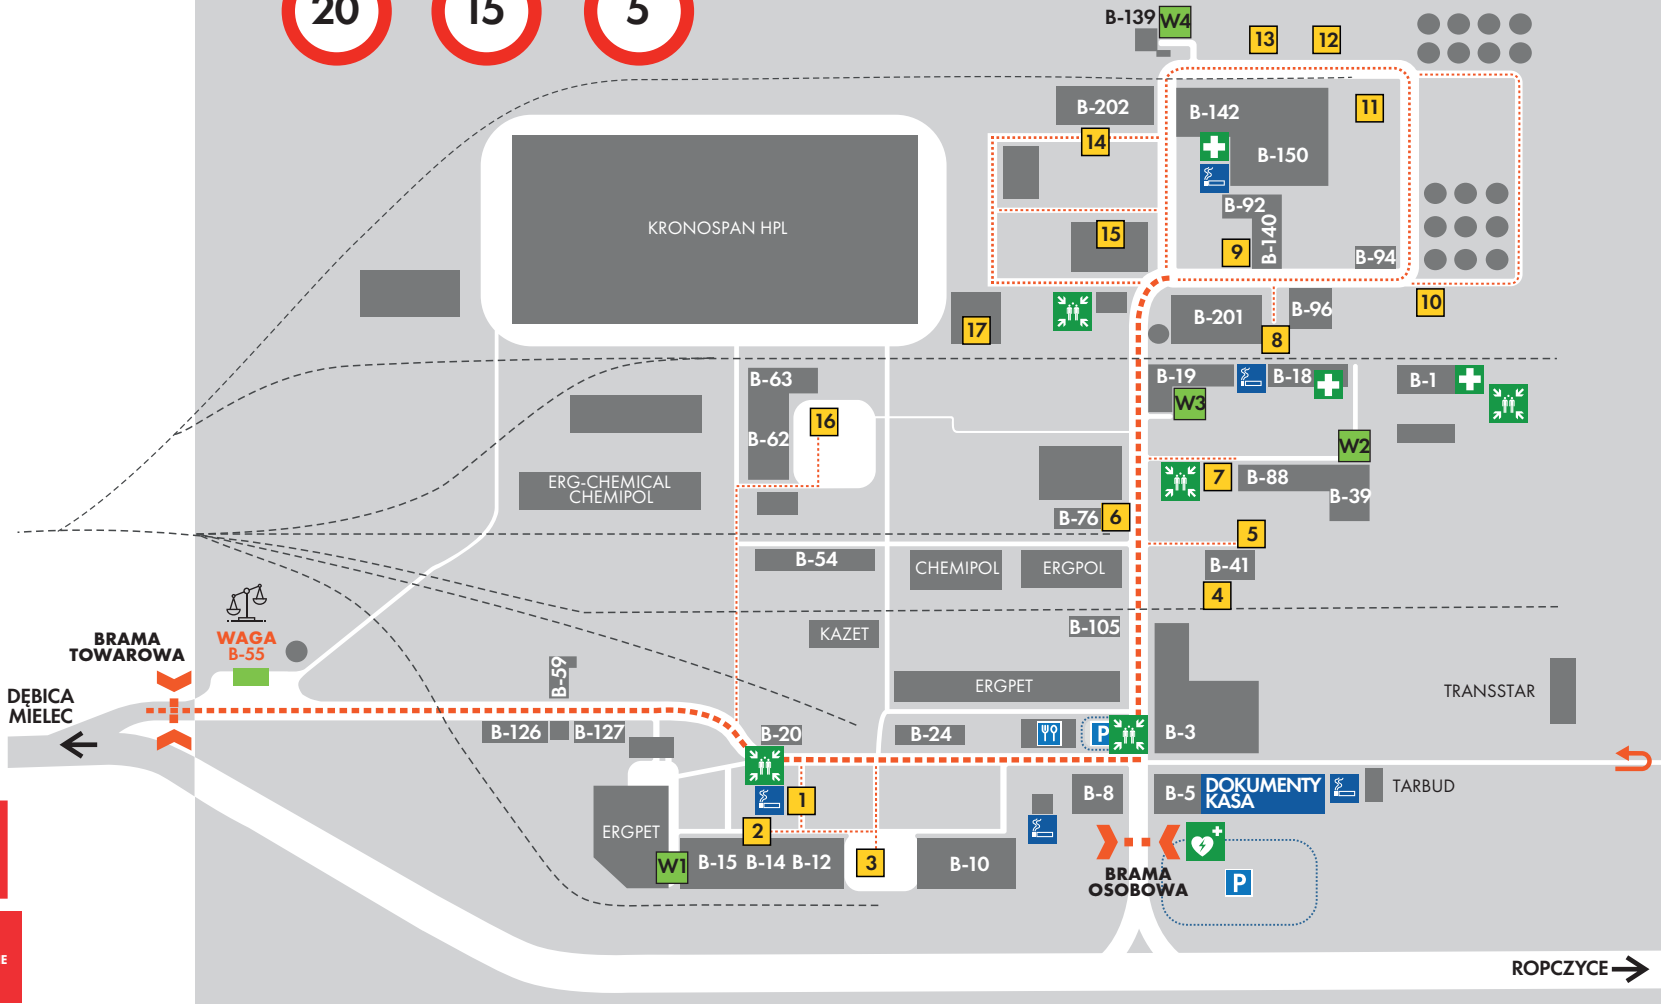 20
15
5
B-139
W4
13
12
B-202
B-142
11
14
B-150
KRONOSPAN HPL
B-92
15
9
B-140
B-94
10
B-201
B-96
17
8
B-63
B-19
B-18
B-1
W3
16
B-62
W2
7
B-88
B-39
ERG-CHEMICAL
CHEMIPOL
B-76
6
5
B-54
CHEMIPOL
ERGPOL
B-41
4
BRAMA
TOWAROWA
WAGA
B-55
KAZET
B-105
B-59
ERGPET
TRANSSTAR
DĘBICA
MIELEC
B-126
B-127
B-20
B-24
P
B-3
1
B-8
B-5
DOKUMENTY
KASA
TARBUD
ERGPET
2
W1
B-15
B-14
B-12
3
B-10
BRAMA
OSOBOWA
P
IE
ROPCZYCE